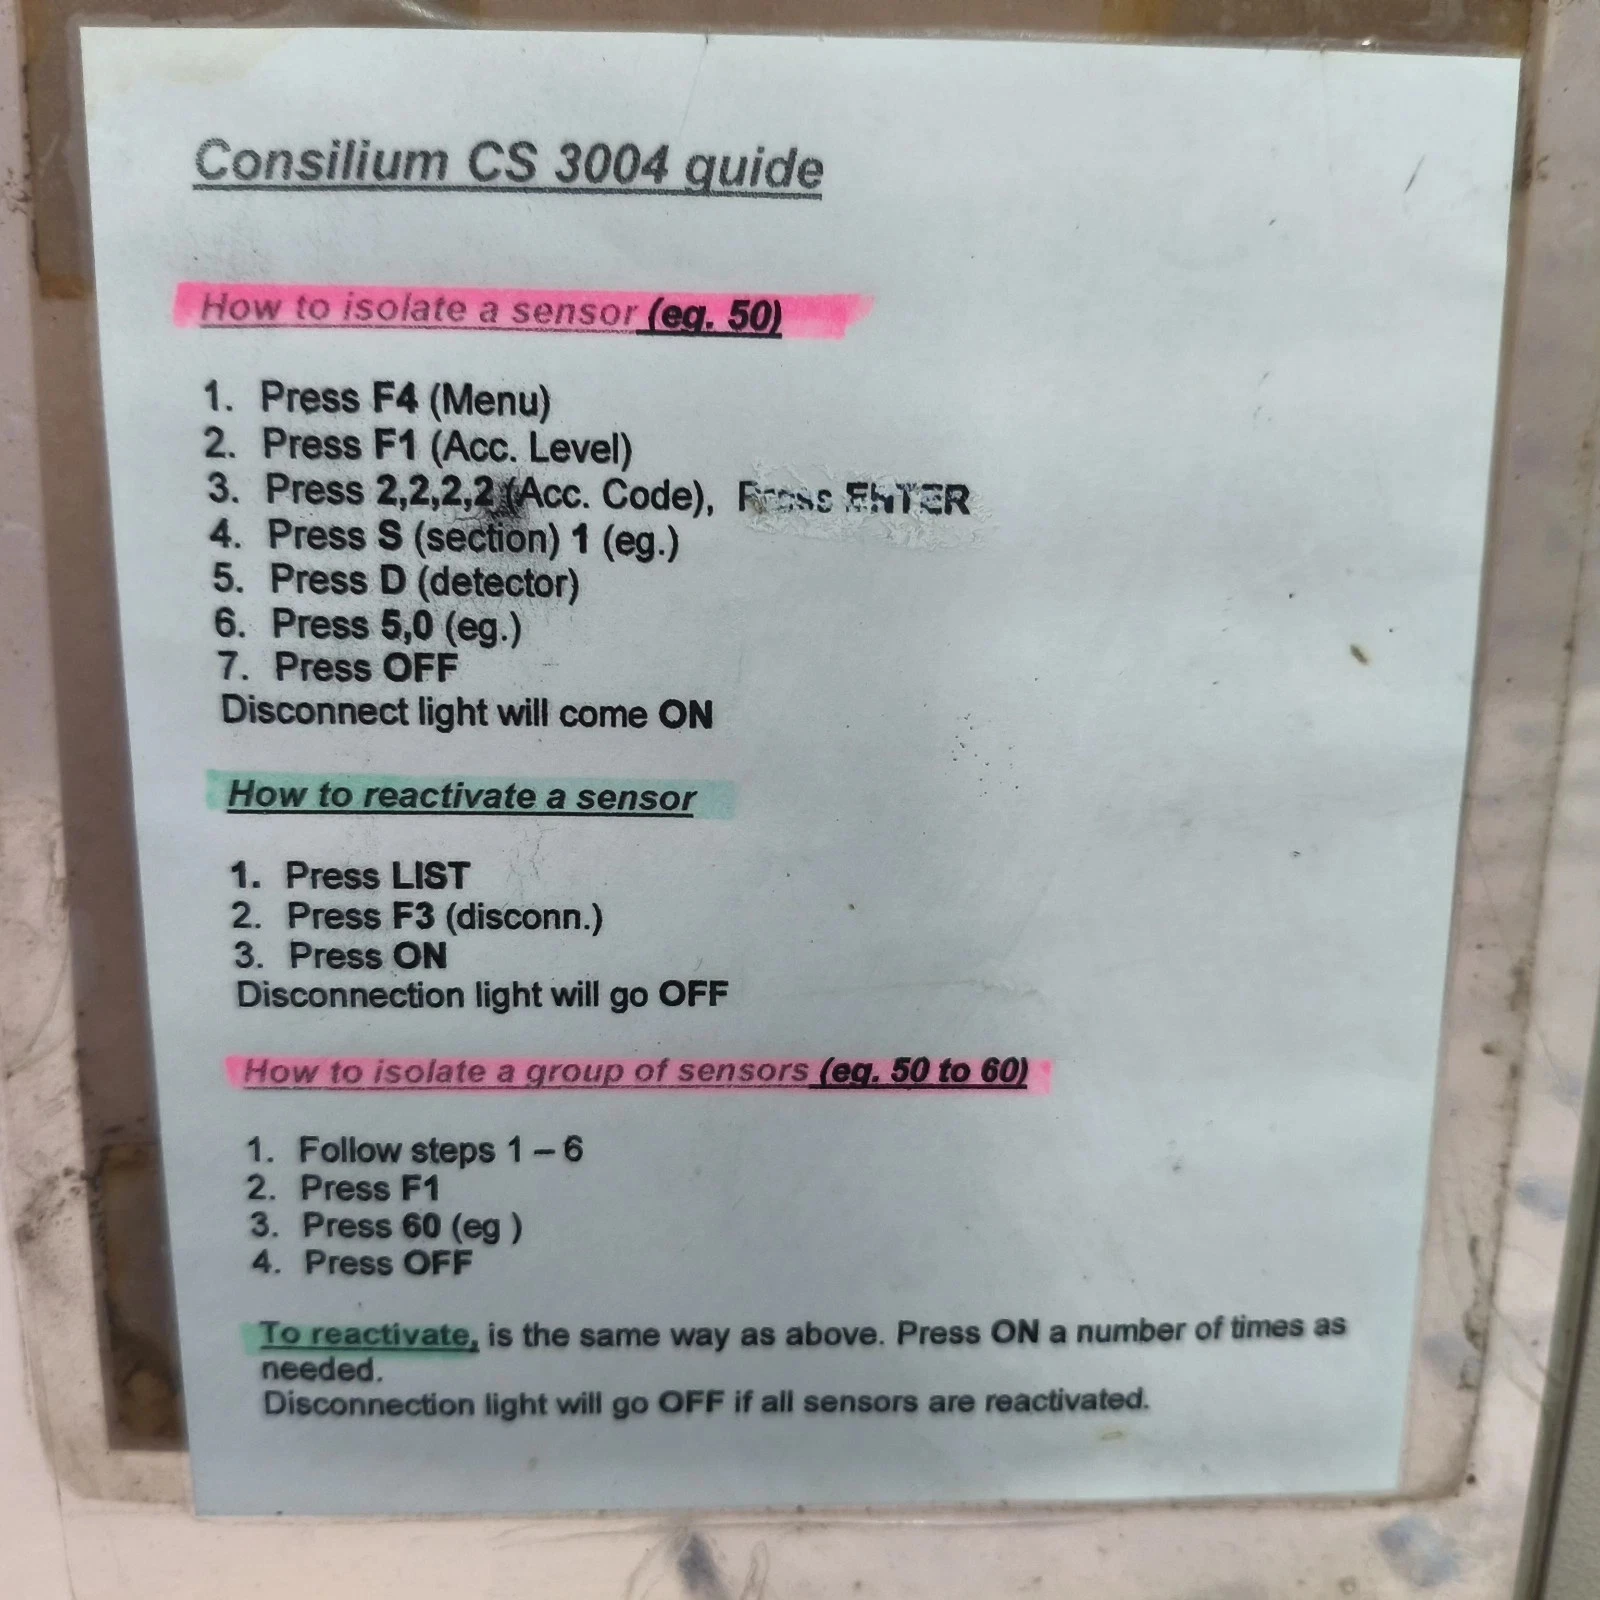 Consilium CS 3004 guide
How to isolate a sensor (eg. 50)
1. Press F4 (Menu)
2. Press F1 (Acc. Level)
3. Press 2,2,2,2 (Acc. Code), Press ENTER
4. Press S (section) 1 (eg.)
5. Press D (detector)
6. Press 5,0 (eg.)
7. Press OFF
Disconnect light will come ON
How to reactivate a sensor
1. Press LIST
2. Press F3 (disconn.)
3. Press ON
Disconnection light will go OFF
How to isolate a group of sensors (eg. 50 to 60)
1. Follow steps 1 – 6
2. Press F1
3. Press 60 (eg )
4. Press OFF
To reactivate, is the same way as above. Press ON a number of times as
needed.
Disconnection light will go OFF if all sensors are reactivated.